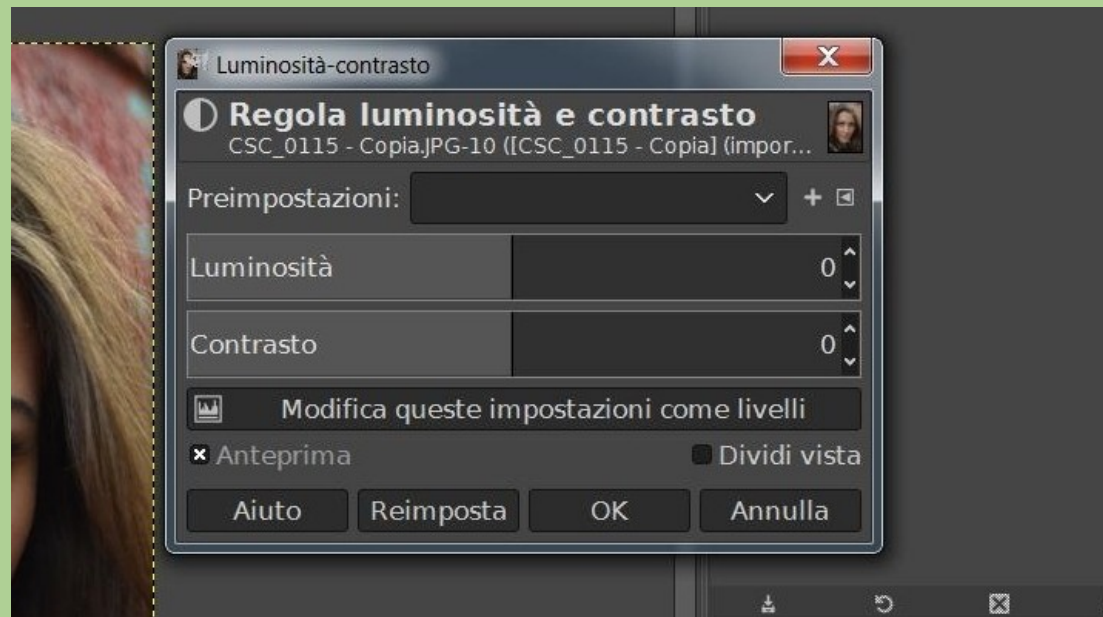 Luminosità-contrasto
Regola luminosità e contrasto
CSC_0115 - Copia.JPG-10 ([CSC_0115 - Copia] (impor...
Preimpostazioni:
Luminosità 0
Contrasto 0
Modifica queste impostazioni come livelli
Anteprima Dividi vista
Aiuto Reimposta OK Annulla